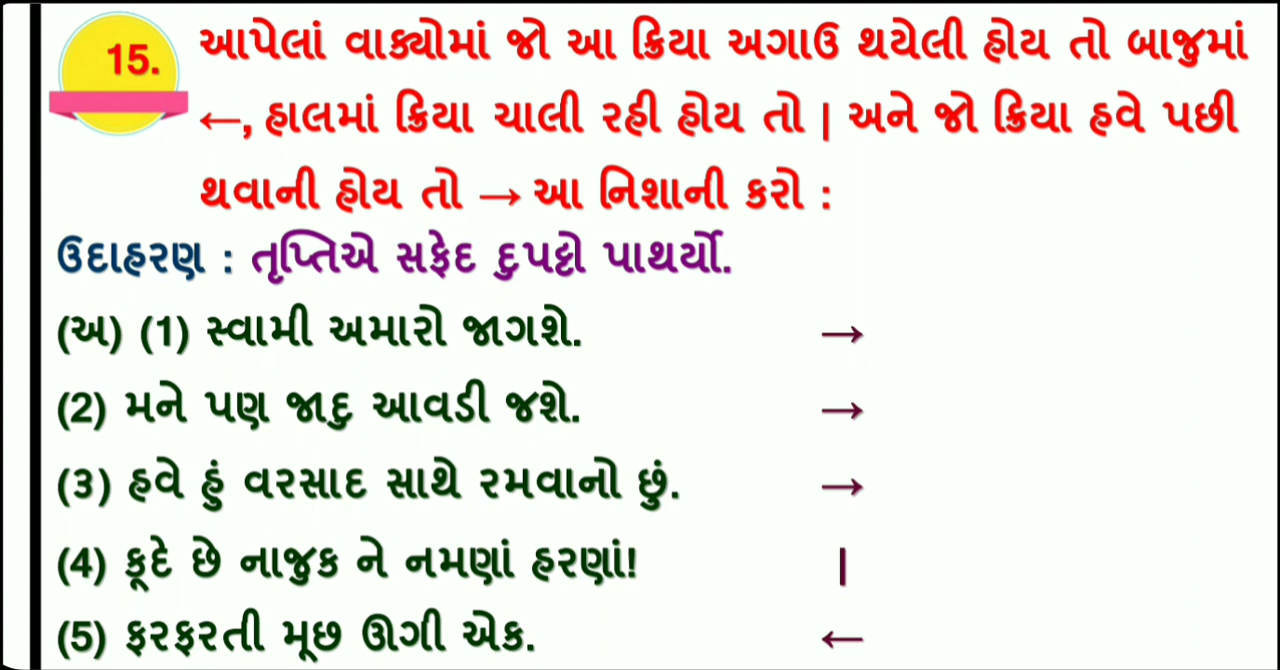 15. આપેલાં વાક્યોમાં જો આ ક્રિયા અગાઉ થયેલી હોય તો બાજુમાં
←, હાલમાં ક્રિયા ચાલી રહી હોય તો | અને જો ક્રિયા હવે પછી
થવાની હોય તો → આ નિશાની કરો :
ઉદાહરણ : તૃપ્તિએ સફેદ દુપટ્ટો પાથર્યો.
(અ) (1) સ્વામી અમારો જાગશે. →
(2) મને પણ જાદુ આવડી જશે. →
(૩) હવે હું વરસાદ સાથે રમવાનો છું. →
(4) કૂદે છે નાજુક ને નમણાં હરણાં! |
(5) ફરફરતી મૂછ ઊગી એક. ←